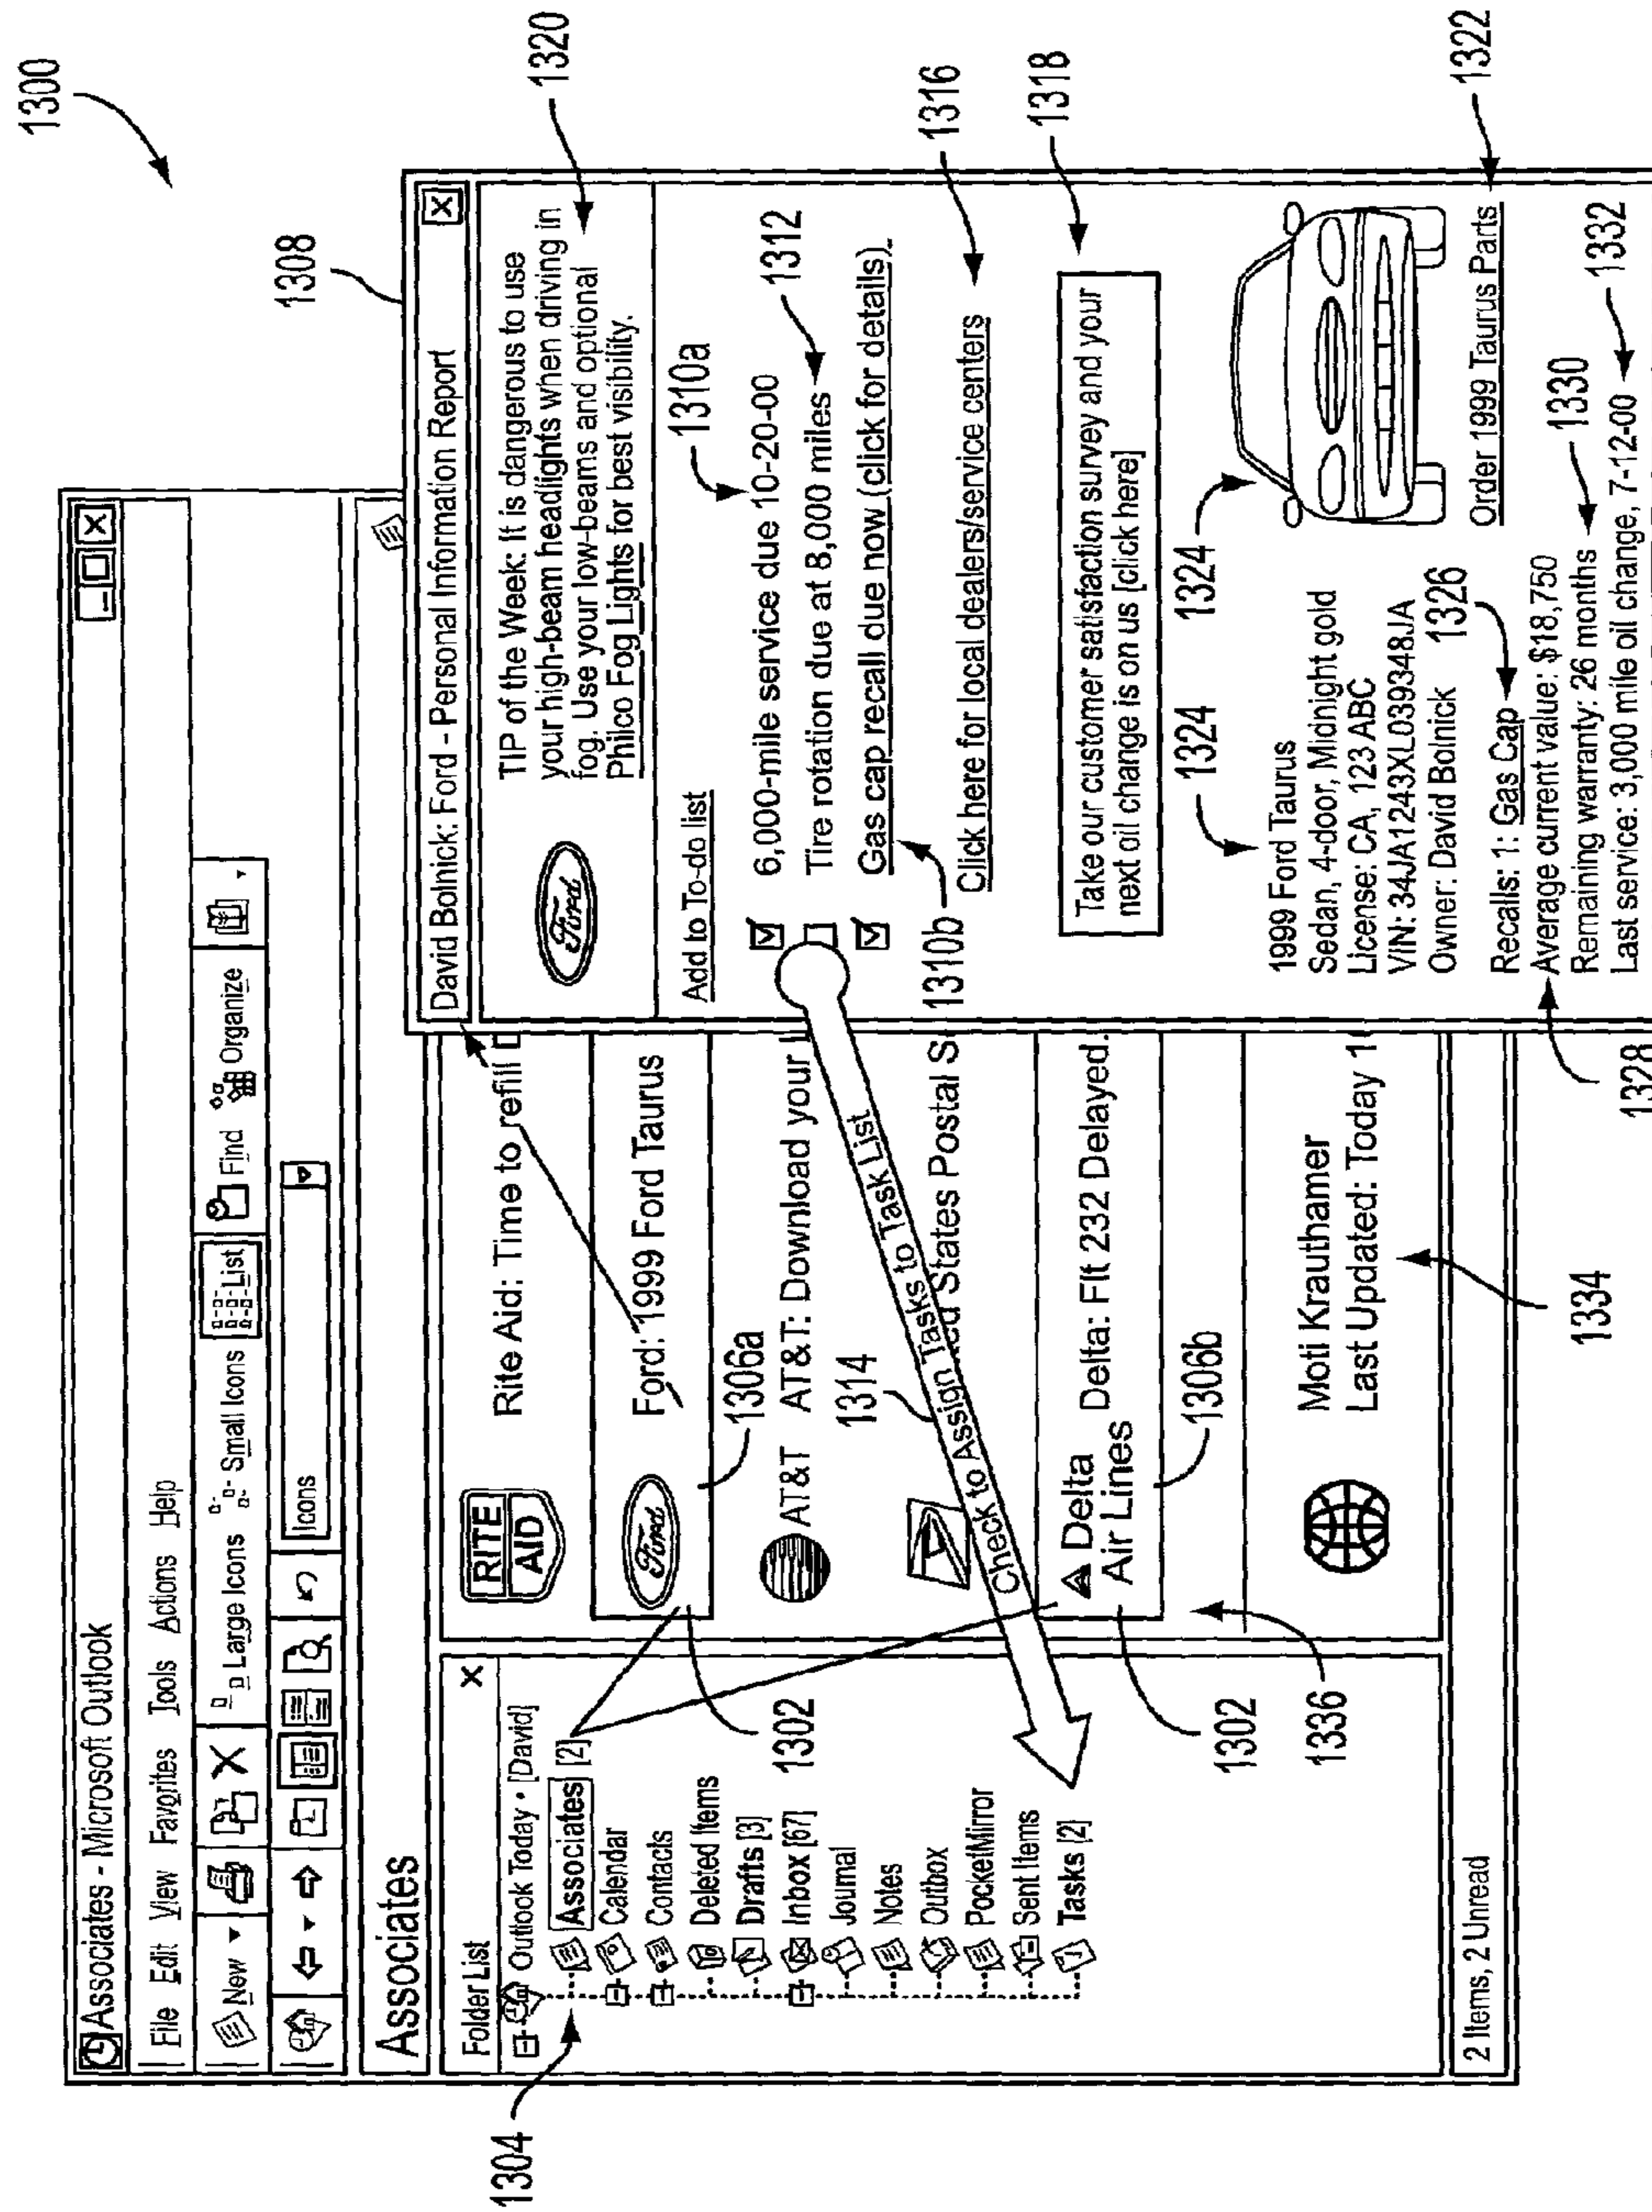 1300
Associates - Microsoft Outlook
File Edit View Favorites Tools Actions Help
New Large Icons Small Icons List Find Organize
Icons
Associates
Folder List X
Outlook Today • [David]
Associates [2]
Calendar
Contacts
Deleted Items
Drafts [3]
Inbox [67]
Journal
Notes
Outbox
PocketMirror
Sent Items
Tasks [2]
1304
2 Items, 2 Unread
RITE
AID
Rite Aid: Time to refill
Ford
Ford: 1999 Ford Taurus
1302
1306a
AT&T AT&T: Download your
1314
States Postal
Check to Assign Tasks to Task List
Delta
Air Lines
Delta: Flt 232 Delayed.
1302
1306b
1336
Moti Krauthamer
Last Updated: Today
1334
1308
David Bolnick: Ford - Personal Information Report X
Ford
TIP of the Week: It is dangerous to use
your high-beam headlights when driving in
fog. Use your low-beams and optional
Philco Fog Lights for best visibility.
1320
Add to To-do list
1310a
6,000-mile service due 10-20-00
Tire rotation due at 8,000 miles
1312
Gas cap recall due now (click for details).
1310b
Click here for local dealers/service centers
1316
Take our customer satisfaction survey and your
next oil change is on us [click here]
1318
1324
1324
1999 Ford Taurus
Sedan, 4-door, Midnight gold
License: CA, 123 ABC
VIN: 34JA1243XL039348JA
Owner: David Bolnick
1326
Order 1999 Taurus Parts
1322
Recalls: 1: Gas Cap
Average current value: $18,750
Remaining warranty: 26 months
1330
Last service: 3,000 mile oil change, 7-12-00
1332
1328